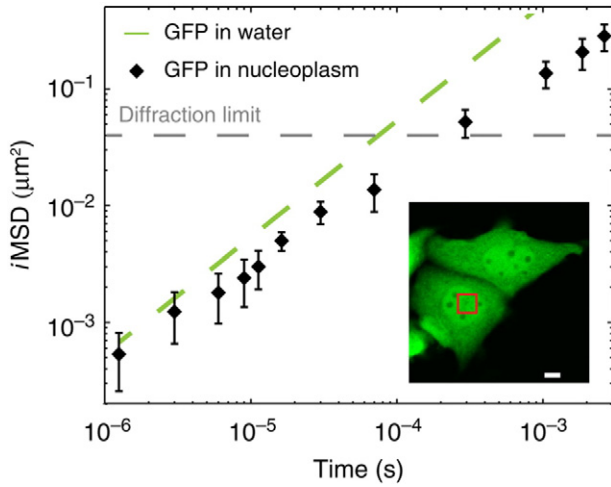 GFP in water
GFP in nucleoplasm
Diffraction limit
iMSD (μm²)
10⁻¹
10⁻²
10⁻³
10⁻⁶
10⁻⁵
10⁻⁴
10⁻³
Time (s)